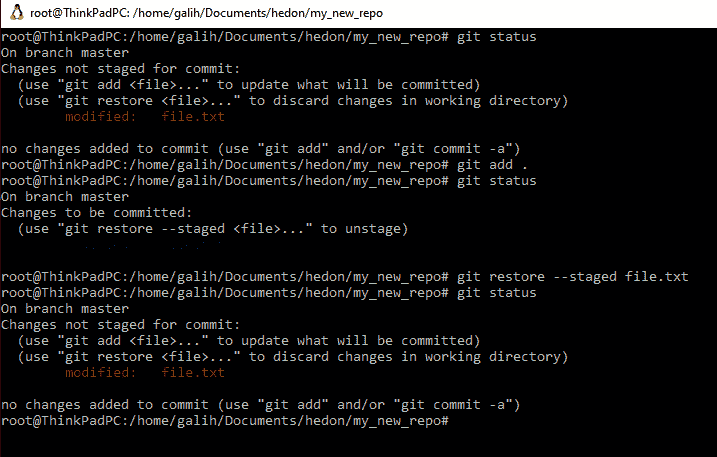 root@ThinkPadPC: /home/galih/Documents/hedon/my_new_repo
root@ThinkPadPC:/home/galih/Documents/hedon/my_new_repo# git status
On branch master
Changes not staged for commit:
  (use "git add <file>..." to update what will be committed)
  (use "git restore <file>..." to discard changes in working directory)
        modified:   file.txt
no changes added to commit (use "git add" and/or "git commit -a")
root@ThinkPadPC:/home/galih/Documents/hedon/my_new_repo# git add .
root@ThinkPadPC:/home/galih/Documents/hedon/my_new_repo# git status
On branch master
Changes to be committed:
  (use "git restore --staged <file>..." to unstage)
root@ThinkPadPC:/home/galih/Documents/hedon/my_new_repo# git restore --staged file.txt
root@ThinkPadPC:/home/galih/Documents/hedon/my_new_repo# git status
On branch master
Changes not staged for commit:
  (use "git add <file>..." to update what will be committed)
  (use "git restore <file>..." to discard changes in working directory)
        modified:   file.txt
no changes added to commit (use "git add" and/or "git commit -a")
root@ThinkPadPC:/home/galih/Documents/hedon/my_new_repo#